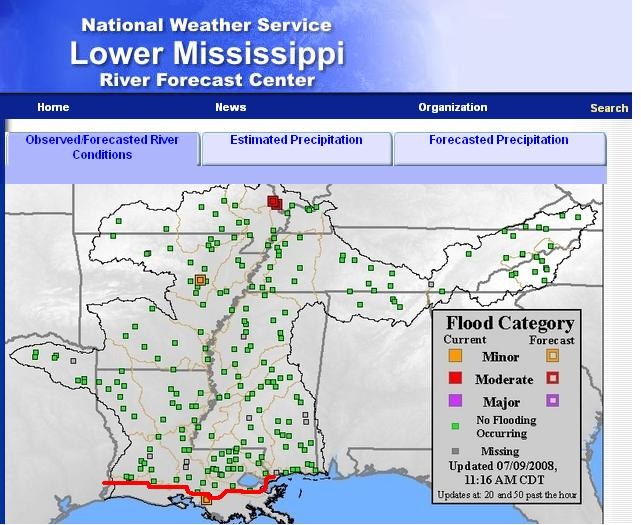 National Weather Service
Lower Mississippi
River Forecast Center
Home News Organization Search
Observed/Forecasted River Conditions
Estimated Precipitation
Forecasted Precipitation
Flood Category
Current Forecast
Minor
Moderate
Major
No Flooding
Occurring
Missing
Updated 07/09/2008,
11:16 AM CDT
Updates at: 20 and 50 past the hour